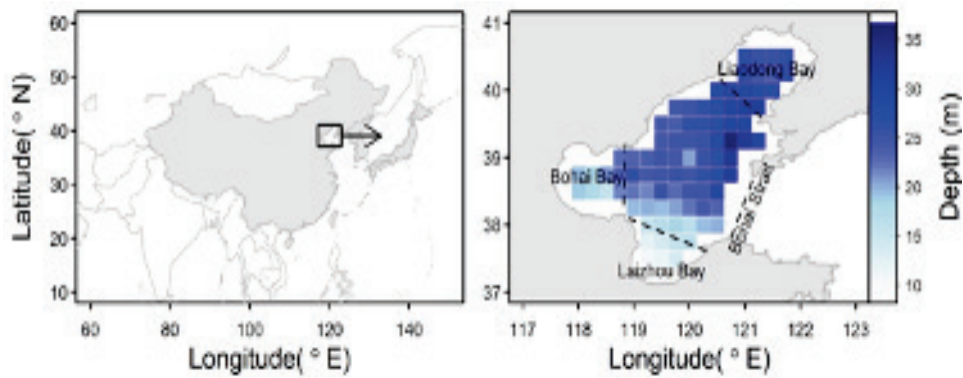 60
50
40
30
20
10
Latitude(° N)
60 80 100 120 140
Longitude(° E)
41
40
39
38
37
Liaodong Bay
Bohai Bay
Bohai Strait
Laizhou Bay
117 118 119 120 121 122 123
Longitude(° E)
35
30
25
20
15
10
Depth (m)